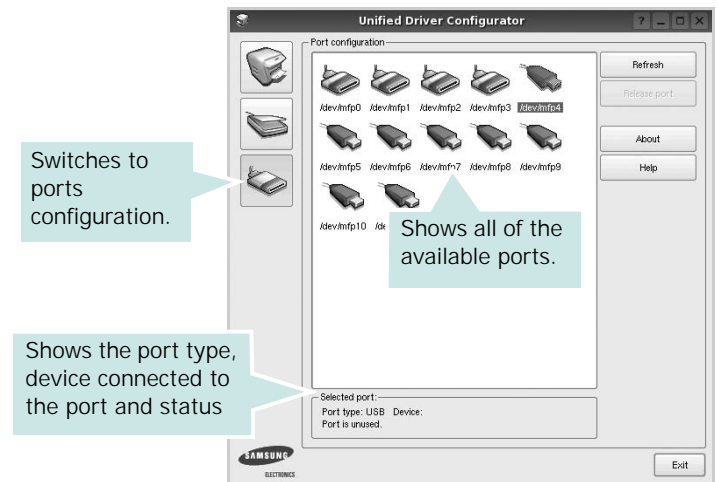 Unified Driver Configurator
Port configuration
/dev/mfp0 /dev/mfp1 /dev/mfp2 /dev/mfp3 /dev/mfp4
/dev/mfp5 /dev/mfp6 /dev/mfp7 /dev/mfp8 /dev/mfp9
/dev/mfp10 /de
Refresh
Release port
About
Help
Switches to
ports
configuration.
Shows all of the
available ports.
Shows the port type,
device connected to
the port and status
Selected port:
Port type: USB Device:
Port is unused.
SAMSUNG
ELECTRONICS
Exit